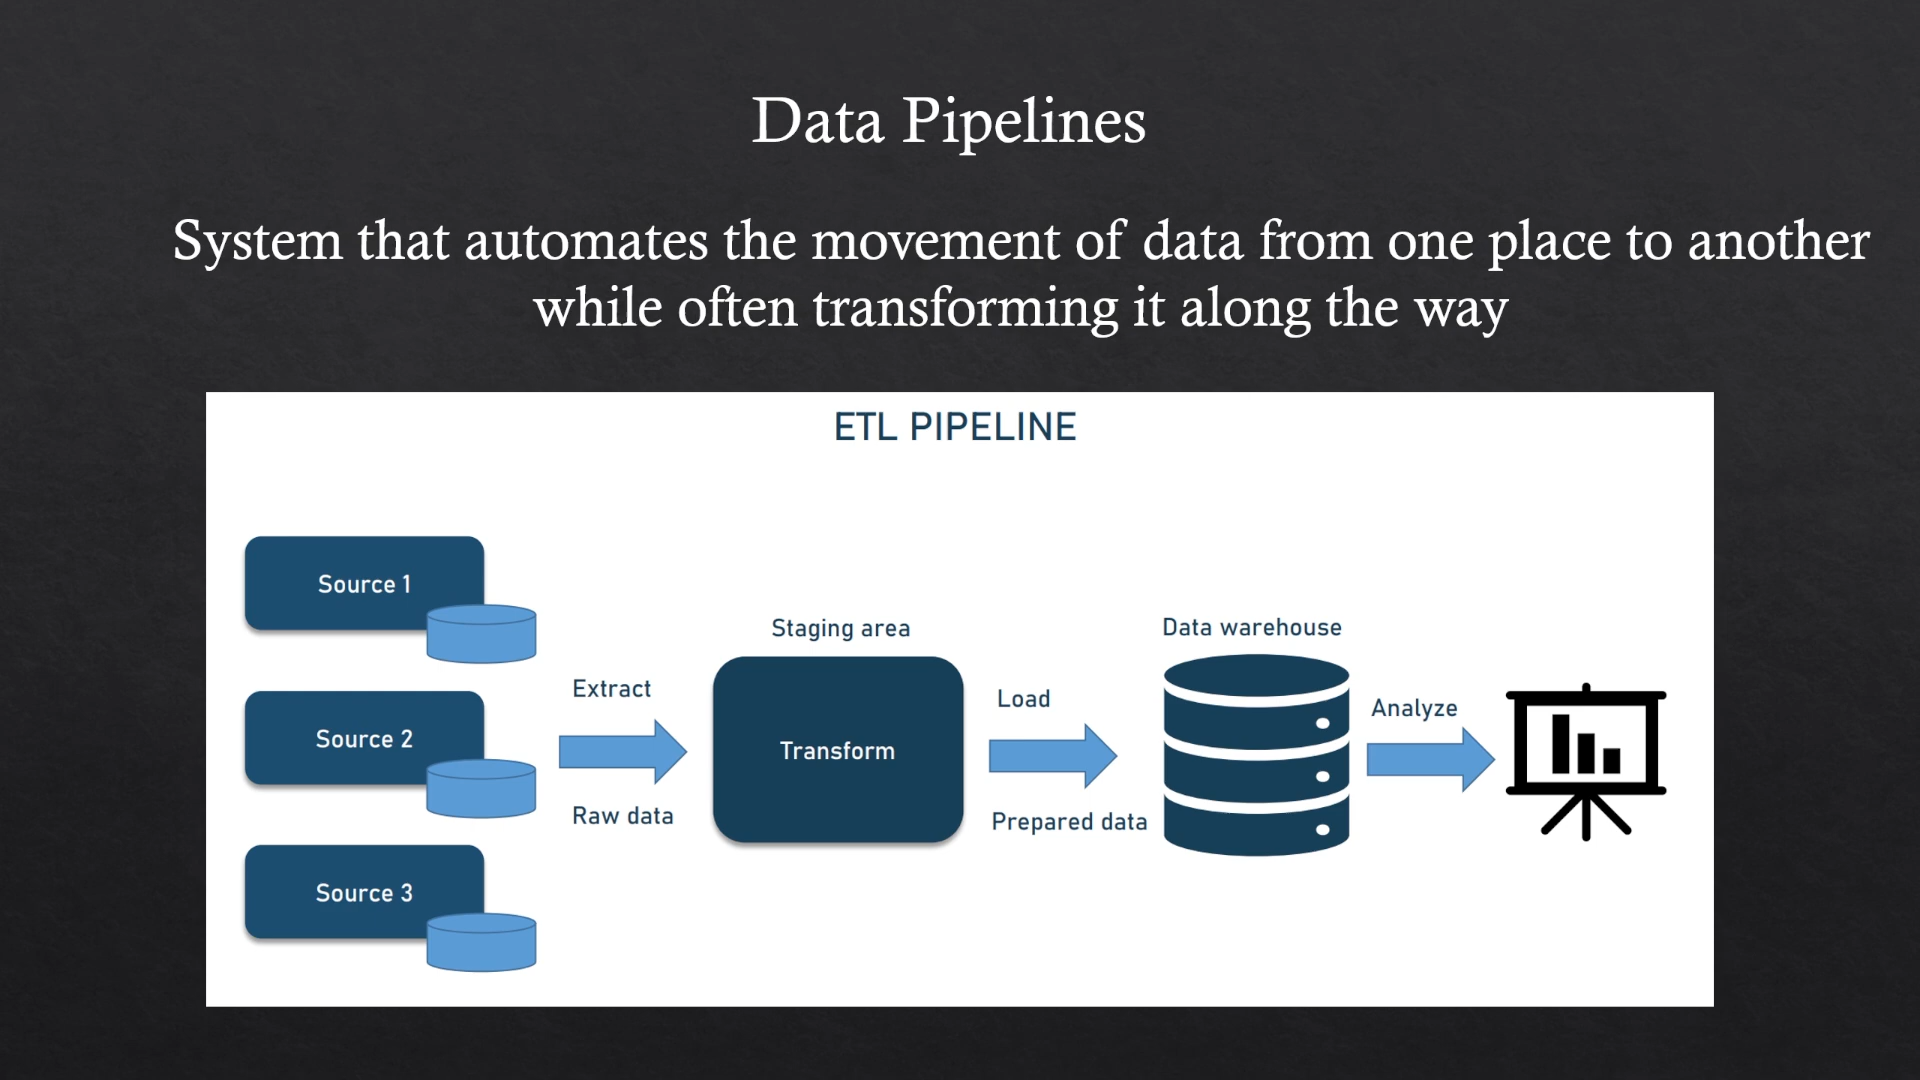 Data Pipelines
System that automates the movement of data from one place to another
while often transforming it along the way
ETL PIPELINE
Source 1
Source 2
Source 3
Extract
Raw data
Staging area
Transform
Load
Prepared data
Data warehouse
Analyze